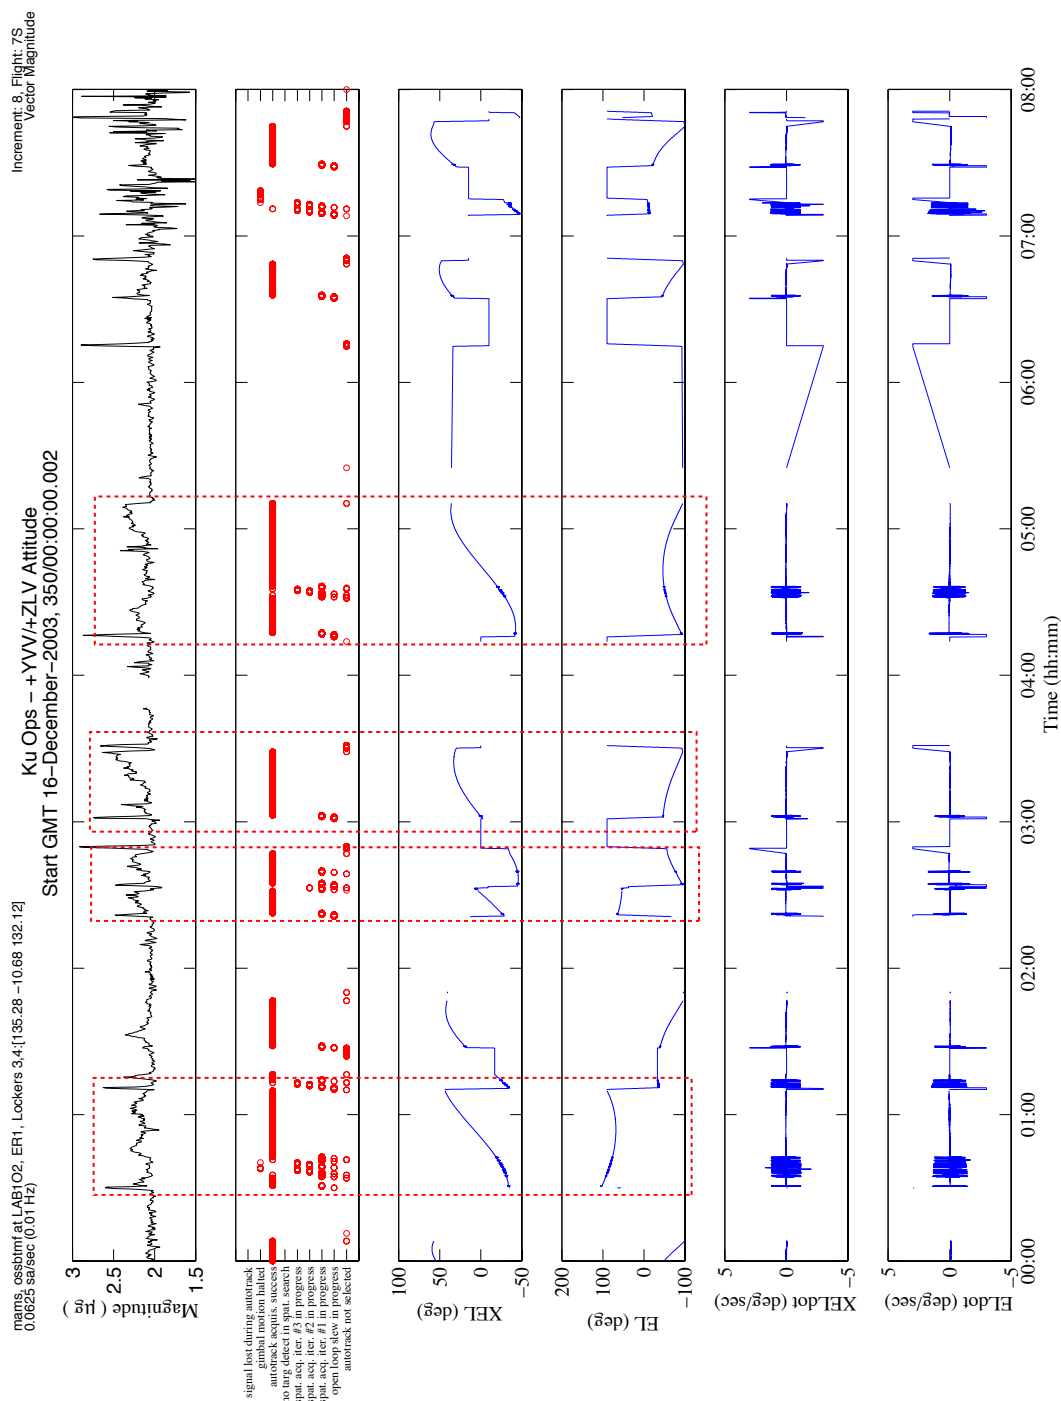 mams, ossbtmf at LAB1O2, ER1, Lockers 3,4:[135.28 −10.68 132.12]
0.0625 sa/sec (0.01 Hz)
Increment: 8, Flight: 7S
Vector Magnitude
Ku Ops − +YVV/+ZLV Attitude
Start GMT 16−December−2003, 350/00:00:00.002
3
2.5
2
1.5
Magnitude ( μg )
signal lost during autotrack
gimbal motion halted
autotrack acquis. success
no targ detect in spat. search
spat. acq. iter. #3 in progress
spat. acq. iter. #2 in progress
spat. acq. iter. #1 in progress
open loop slew in progress
autotrack not selected
100
50
0
−50
XEL (deg)
200
100
0
−100
EL (deg)
5
0
−5
XELdot (deg/sec)
5
0
−5
ELdot (deg/sec)
00:00
01:00
02:00
03:00
04:00
05:00
06:00
07:00
08:00
Time (hh:mm)